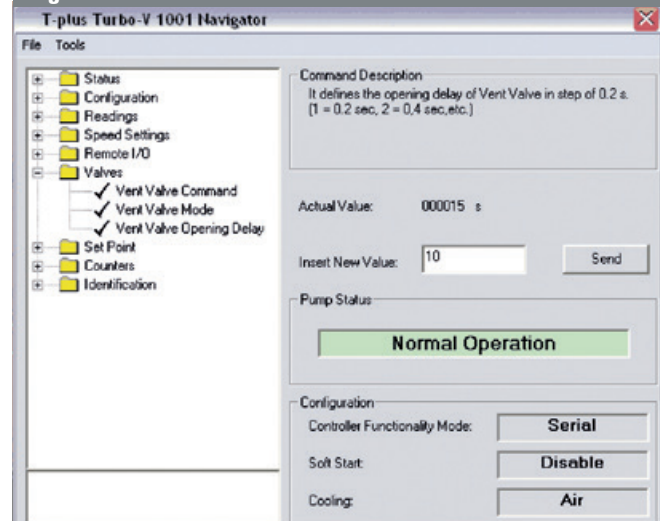 T-plus Turbo-V 1001 Navigator
File Tools
Status
Configuration
Readings
Speed Settings
Remote I/O
Valves
Vent Valve Command
Vent Valve Mode
Vent Valve Opening Delay
Set Point
Counters
Identification
Command Description
It defines the opening delay of Vent Valve in step of 0.2 s.
(1 = 0.2 sec, 2 = 0,4 sec,etc.)
Actual Value: 000015 s
Insert New Value: 10 Send
Pump Status
Normal Operation
Configuration
Controller Functionality Mode: Serial
Soft Start: Disable
Cooling: Air